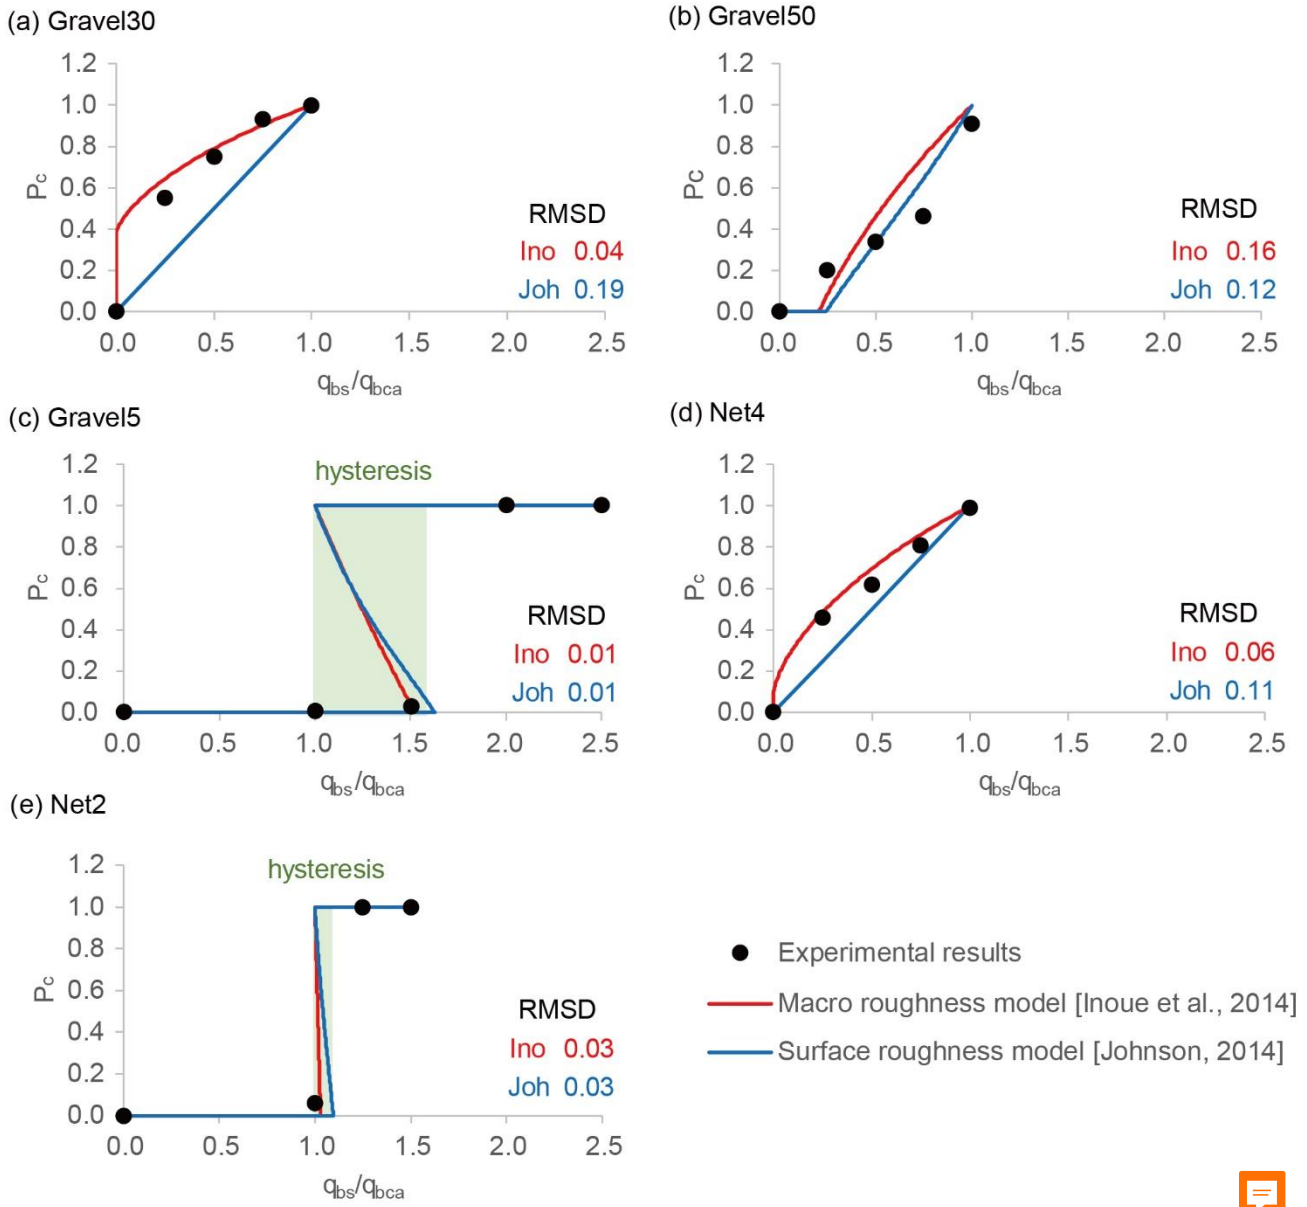 (a) Gravel30
1.2
1.0
0.8
0.6
0.4
0.2
0.0
Pc
0.0 0.5 1.0 1.5 2.0 2.5
qbs/qbca
RMSD
Ino 0.04
Joh 0.19
(b) Gravel50
1.2
1.0
0.8
0.6
0.4
0.2
0.0
Pc
0.0 0.5 1.0 1.5 2.0 2.5
qbs/qbca
RMSD
Ino 0.16
Joh 0.12
(c) Gravel5
hysteresis
1.2
1.0
0.8
0.6
0.4
0.2
0.0
Pc
0.0 0.5 1.0 1.5 2.0 2.5
qbs/qbca
RMSD
Ino 0.01
Joh 0.01
(d) Net4
1.2
1.0
0.8
0.6
0.4
0.2
0.0
Pc
0.0 0.5 1.0 1.5 2.0 2.5
qbs/qbca
RMSD
Ino 0.06
Joh 0.11
(e) Net2
hysteresis
1.2
1.0
0.8
0.6
0.4
0.2
0.0
Pc
0.0 0.5 1.0 1.5 2.0 2.5
qbs/qbca
RMSD
Ino 0.03
Joh 0.03
Experimental results
Macro roughness model [Inoue et al., 2014]
Surface roughness model [Johnson, 2014]